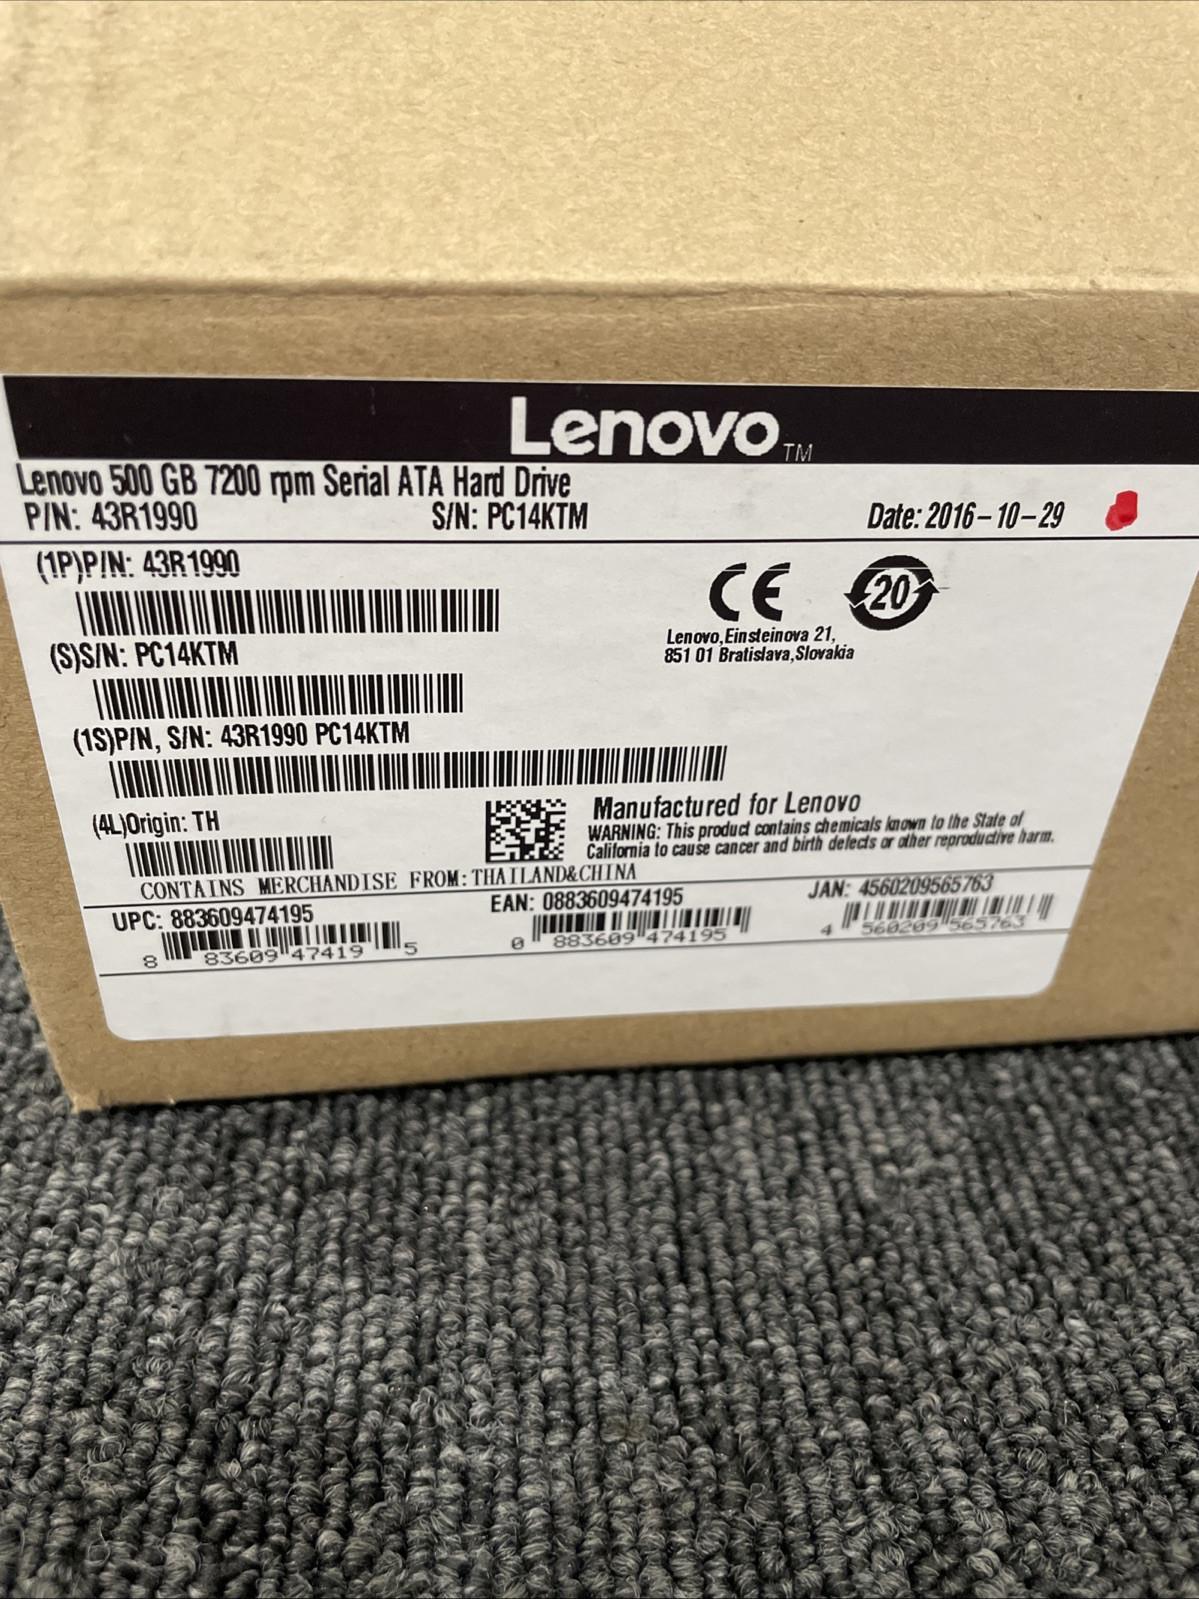 Lenovo TM
Lenovo 500 GB 7200 rpm Serial ATA Hard Drive
P/N: 43R1990 S/N: PC14KTM Date: 2016-10-29
(1P)P/N: 43R1990
CE 20
(S)S/N: PC14KTM
Lenovo,Einsteinova 21,
851 01 Bratislava,Slovakia
(1S)P/N, S/N: 43R1990 PC14KTM
(4L)Origin: TH
Manufactured for Lenovo
WARNING: This product contains chemicals known to the State of
California to cause cancer and birth defects or other reproductive harm.
CONTAINS MERCHANDISE FROM:THAILAND&CHINA
UPC: 883609474195 EAN: 0883609474195 JAN: 4560209565763
8 83609 47419 5 0 883609 474195 4 560209 565763